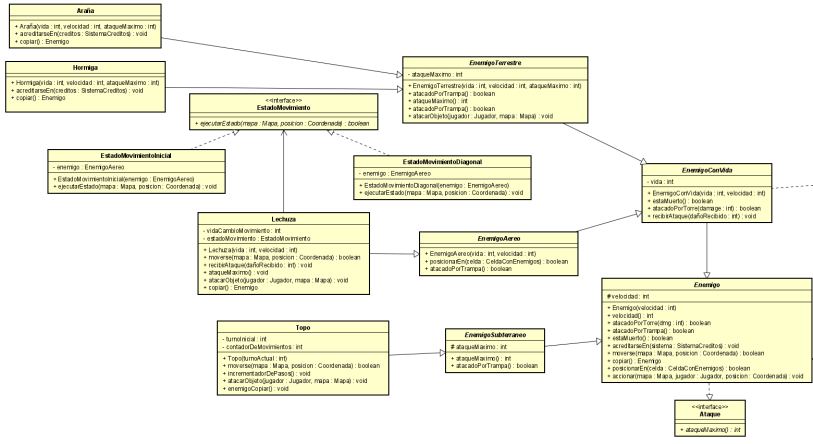 Araña
+ Araña(vida : int, velocidad : int, ataqueMaximo : int)
+ acreditarseEn(creditos : SistemaCreditos) : void
+ copiar() : Enemigo
Hormiga
+ Hormiga(vida : int, velocidad : int, ataqueMaximo : int)
+ acreditarseEn(creditos : SistemaCreditos) : void
+ copiar() : Enemigo
EnemigoTerrestre
- ataqueMaximo : int
+ EnemigoTerrestre(vida : int, velocidad : int, ataqueMaximo : int)
+ atacadoPorTrampa() : boolean
+ ataqueMaximo() : int
+ atacadoPorTrampa() : boolean
+ atacarObjeto(jugador : Jugador, mapa : Mapa) : void
<<interface>>
EstadoMovimiento
+ ejecutarEstado(mapa : Mapa, posicion : Coordenada) : boolean
EstadoMovimientoInicial
- enemigo : EnemigoAereo
+ EstadoMovimientoInicial(enemigo : EnemigoAereo)
+ ejecutarEstado(mapa : Mapa, posicion : Coordenada) : void
EstadoMovimientoDiagonal
- enemigo : EnemigoAereo
+ EstadoMovimientoDiagonal(enemigo : EnemigoAereo)
+ ejecutarEstado(mapa : Mapa, posicion : Coordenada) : void
EnemigoConVida
- vida : int
+ EnemigoConVida(vida : int, velocidad : int)
+ estaMuerto() : boolean
+ atacadoPorTorre(damage : int) : boolean
+ recibirAtaque(dañoRecibido : int) : void
Lechuza
- vidaCambioMovimiento : int
- estadoMovimiento : EstadoMovimiento
+ Lechuza(vida : int, velocidad : int)
+ moverse(mapa : Mapa, posicion : Coordenada) : boolean
+ recibirAtaque(dañoRecibido : int) : void
+ ataqueMaximo() : void
+ atacarObjeto(jugador : Jugador, mapa : Mapa) : void
+ copiar() : Enemigo
EnemigoAereo
+ EnemigoAereo(vida : int, velocidad : int)
+ posicionarEn(celda : CeldaConEnemigos) : boolean
+ atacadoPorTrampa() : boolean
Enemigo
# velocidad : int
+ Enemigo(velocidad : int)
+ velocidad() : int
+ atacadoPorTorre(dmg : int) : boolean
+ atacadoPorTrampa() : boolean
+ estaMuerto() : boolean
+ acreditarseEn(sistema : SistemaCreditos) : void
+ moverse(mapa : Mapa, posicion : Coordenada) : boolean
+ copiar() : Enemigo
+ posicionarEn(celda : CeldaConEnemigos) : boolean
+ accionar(mapa : Mapa, jugador : Jugador, posicion : Coordenada) : void
Topo
- turnoInicial : int
- contadorDeMovimientos : int
+ Topo(turnoActual : int)
+ moverse(mapa : Mapa, posicion : Coordenada) : boolean
+ incrementadorDePasos() : void
+ atacarObjeto(jugador : Jugador, mapa : Mapa) : void
+ enemigoCopiar() : void
EnemigoSubterraneo
# ataqueMaximo : int
+ ataqueMaximo() : int
+ atacadoPorTrampa() : boolean
<<interface>>
Ataque
+ ataqueMaximo() : int